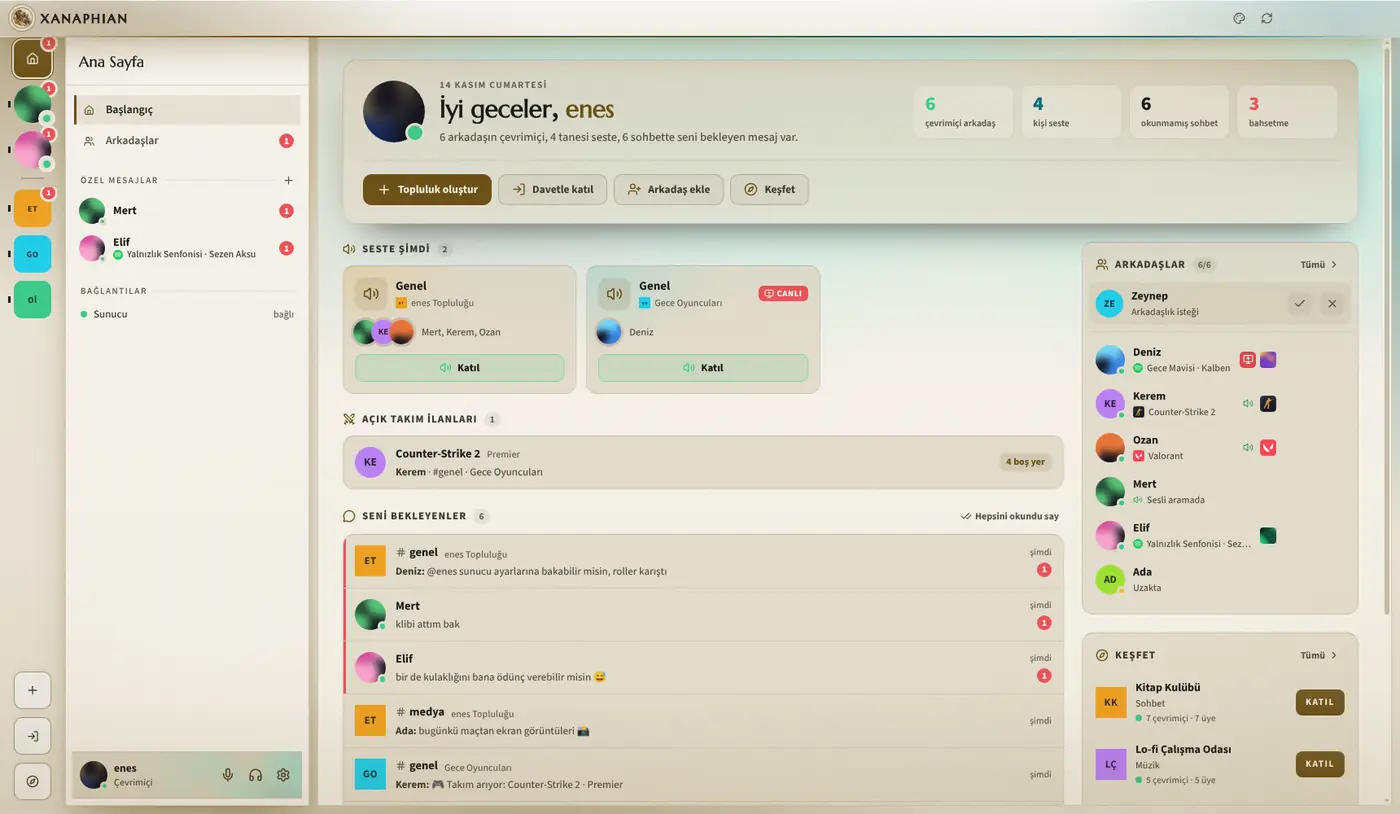 XANAPHIAN
1
Ana Sayfa
1
1
ET
1
GO
Oİ
Başlangıç
Arkadaşlar
1
ÖZEL MESAJLAR
Mert
1
Elif
Yalnızlık Senfonisi · Sezen Aksu
1
BAĞLANTILAR
Sunucu
bağlı
enes
Çevrimiçi
14 KASIM CUMARTESİ
İyi geceler, enes
6 arkadaşın çevrimiçi, 4 tanesi seste, 6 sohbette seni bekleyen mesaj var.
6
çevrimiçi arkadaş
4
kişi seste
6
okunmamış sohbet
3
bahsetme
Topluluk oluştur
Davetle katıl
Arkadaş ekle
Keşfet
SESTE ŞİMDİ 2
Genel
enes Topluluğu
KE
Mert, Kerem, Ozan
Katıl
Genel
Gece Oyuncuları
CANLI
Deniz
Katıl
AÇIK TAKIM İLANLARI 1
KE
Counter-Strike 2 Premier
Kerem · #genel · Gece Oyuncuları
4 boş yer
SENİ BEKLEYENLER 6
Hepsini okundu say
ET
# genel enes Topluluğu
şimdi
Deniz: @enes sunucu ayarlarına bakabilir misin, roller karıştı
1
Mert
şimdi
klibi attım bak
1
Elif
şimdi
bir de kulaklığını bana ödünç verebilir misin 😅
1
ET
# medya enes Topluluğu
şimdi
Ada: bugünkü maçtan ekran görüntüleri 📸
GO
# genel Gece Oyuncuları
şimdi
Kerem: 🎮 Takım arıyor: Counter-Strike 2 · Premier
ARKADAŞLAR 6/6
Tümü
ZE
Zeynep
Arkadaşlık isteği
Deniz
Gece Mavisi · Kalben
KE
Kerem
Counter-Strike 2
Ozan
Valorant
Mert
Sesli aramada
Elif
Yalnızlık Senfonisi · Sez...
AD
Ada
Uzakta
KEŞFET
Tümü
KK
Kitap Kulübü
Sohbet
7 çevrimiçi · 7 üye
KATIL
LÇ
Lo-fi Çalışma Odası
Müzik
5 çevrimiçi · 5 üye
KATIL